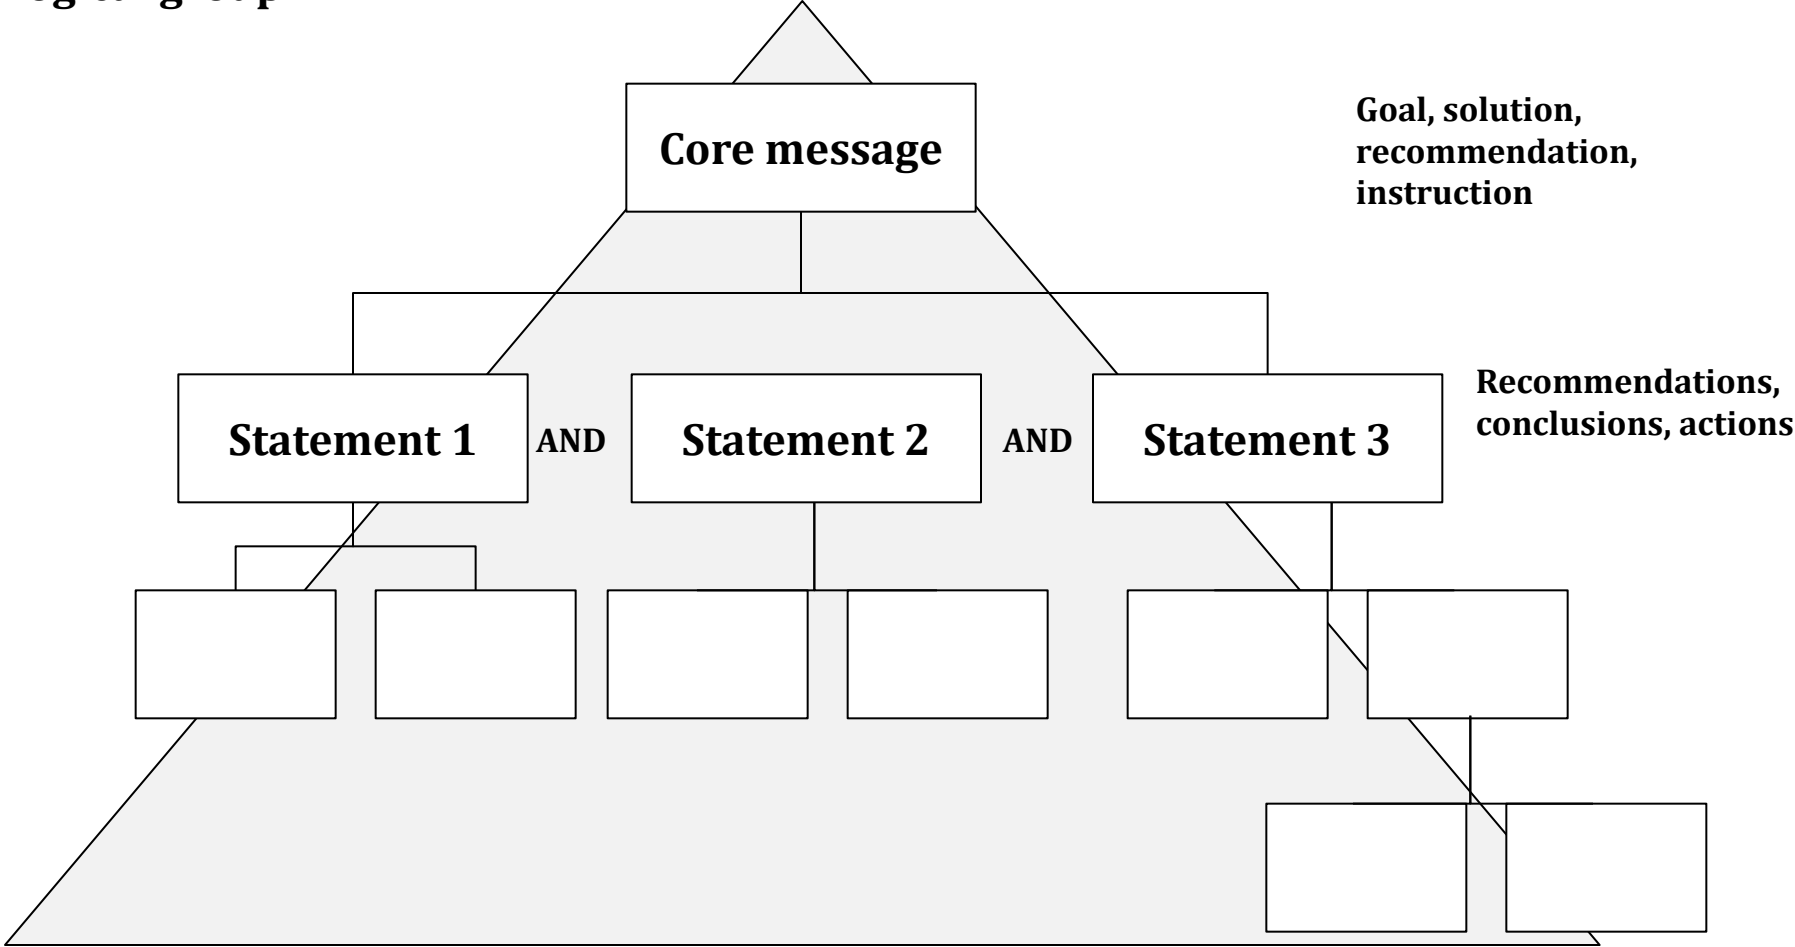 Core message
Goal, solution,
recommendation,
instruction
Statement 1
AND
Statement 2
AND
Statement 3
Recommendations,
conclusions, actions